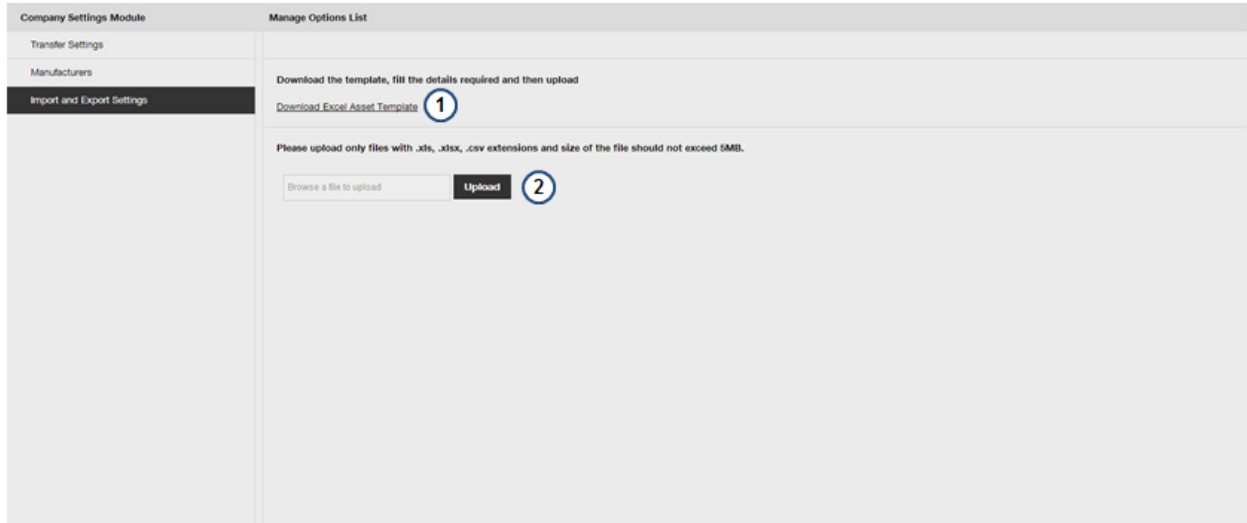 Company Settings Module
Manage Options List
Transfer Settings
Manufacturers
Import and Export Settings
Download the template, fill the details required and then upload
Download Excel Asset Template 1
Please upload only files with .xls, .xlsx, .csv extensions and size of the file should not exceed 5MB.
Browse a file to upload Upload 2